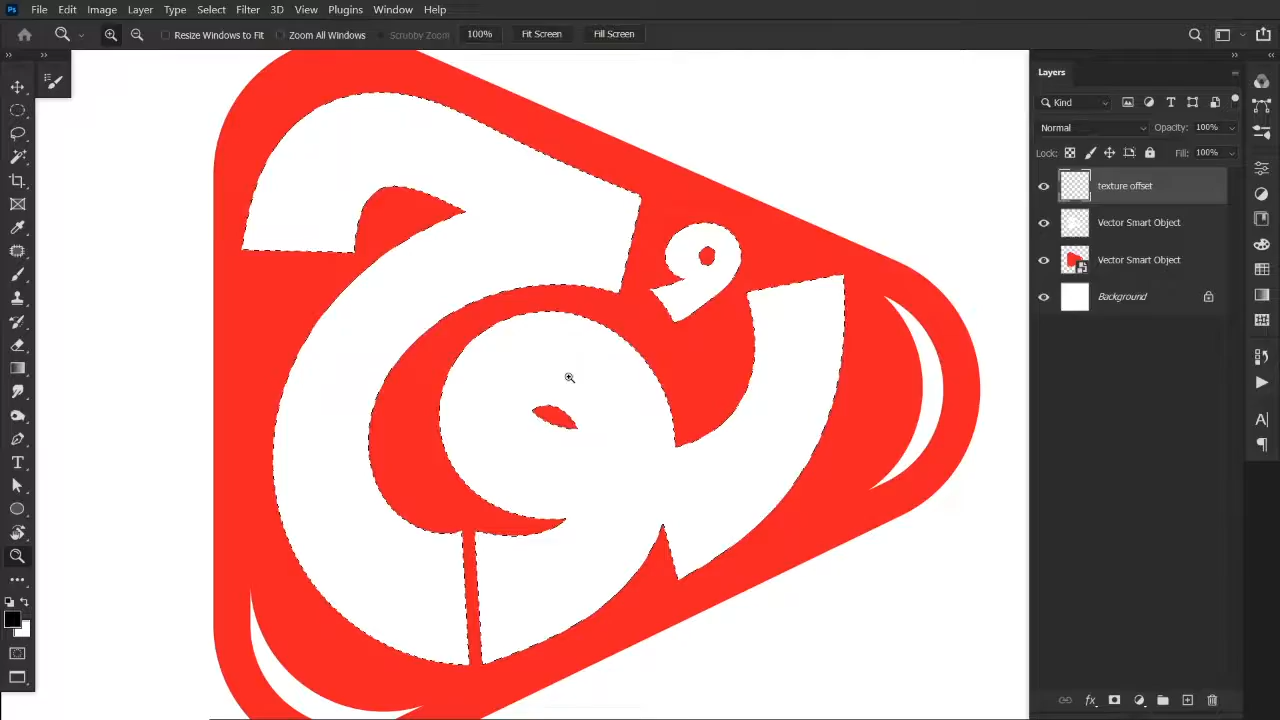 Ps File Edit Image Layer Type Select Filter 3D View Plugins Window Help
Resize Windows to Fit Zoom All Windows Scrubby Zoom 100% Fit Screen Fill Screen
Layers
Kind
Normal Opacity: 100%
Lock: Fill: 100%
texture offset
Vector Smart Object
Vector Smart Object
Background